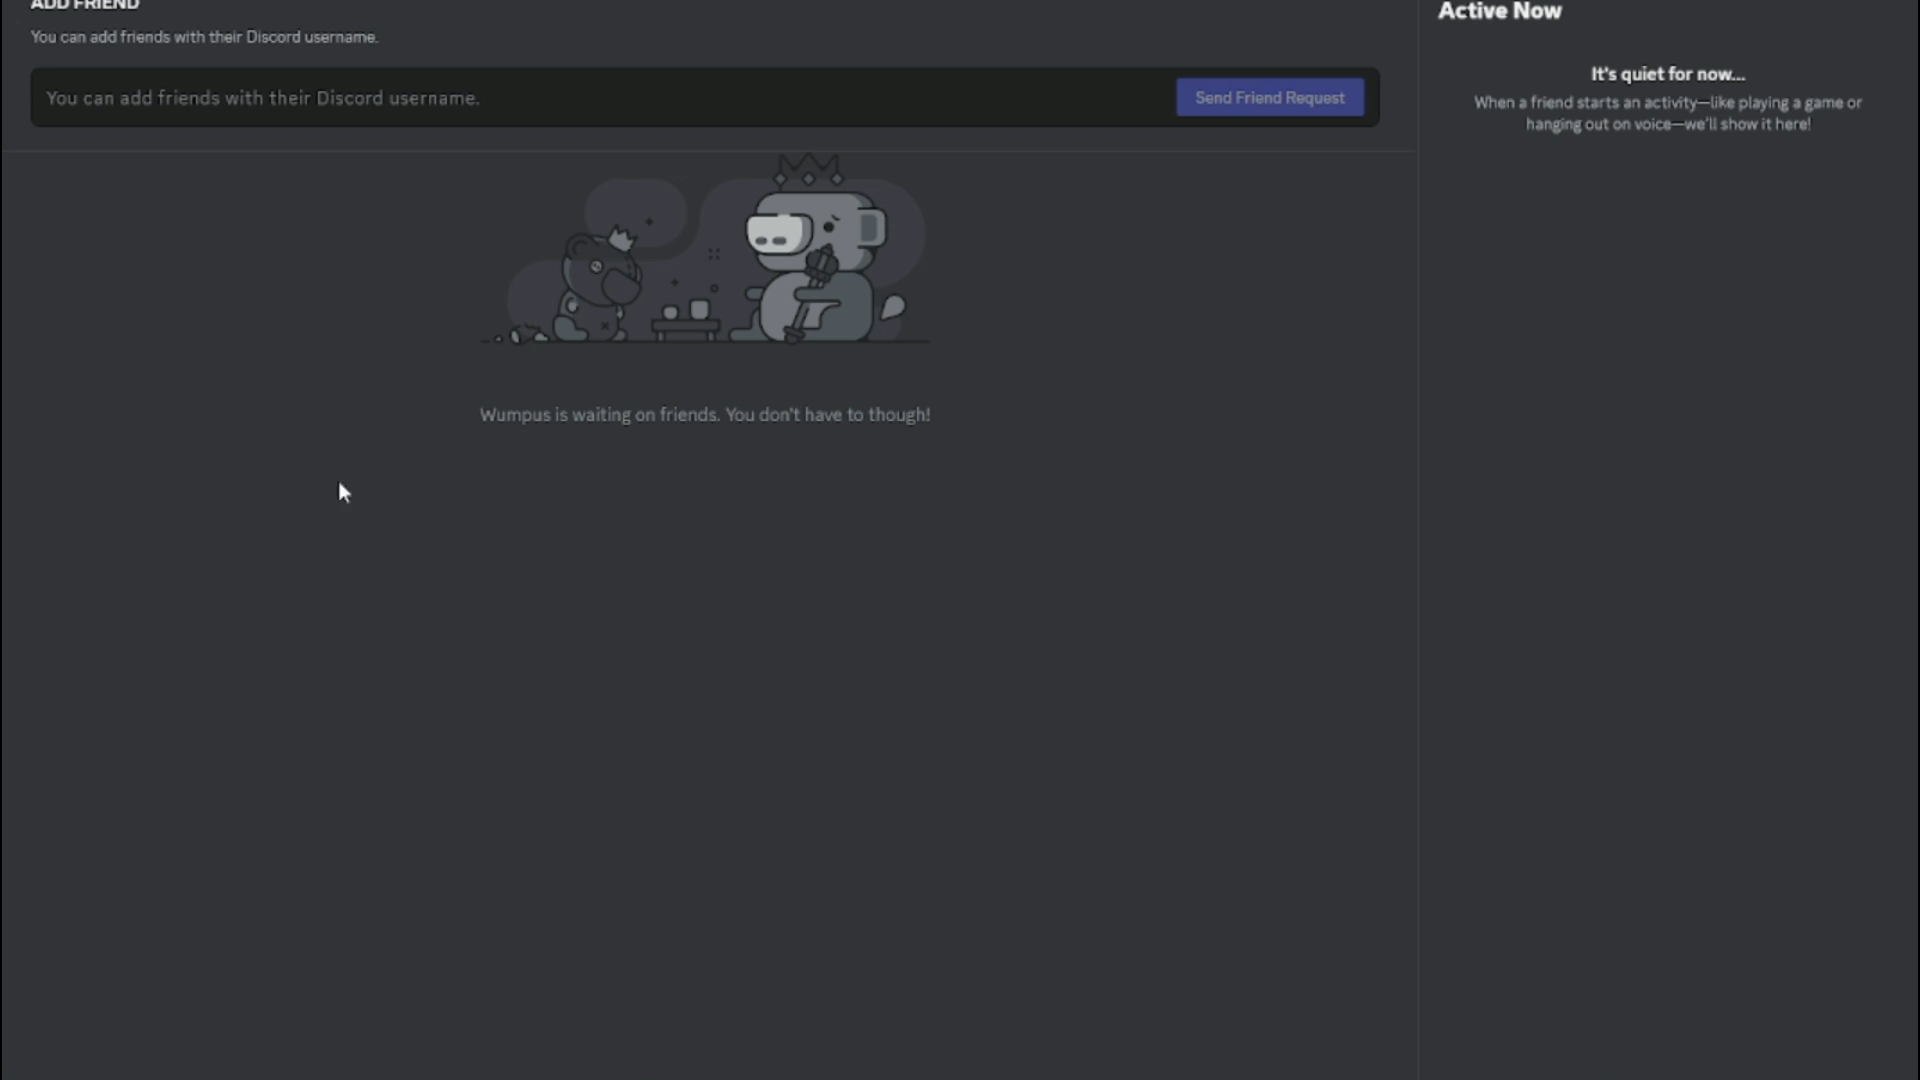 ADD FRIEND
You can add friends with their Discord username.
You can add friends with their Discord username.
Send Friend Request
Wumpus is waiting on friends. You don't have to though!
Active Now
It's quiet for now...
When a friend starts an activity—like playing a game or
hanging out on voice—we'll show it here!